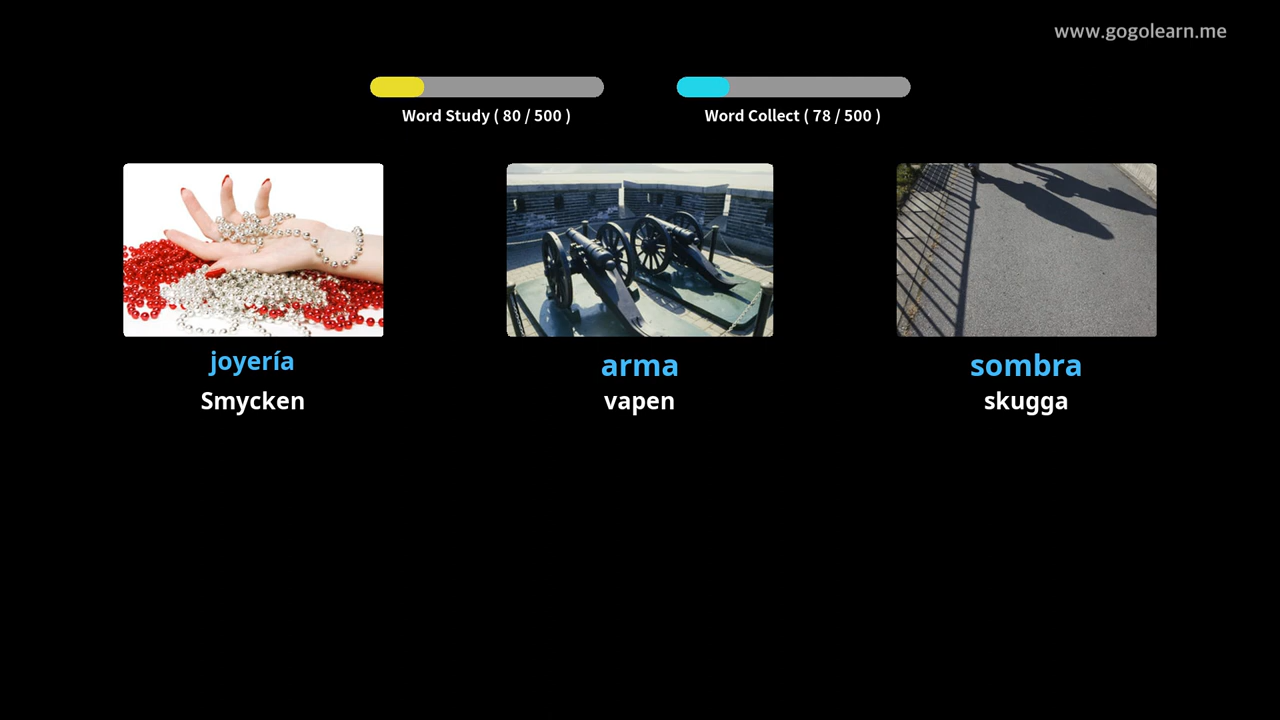 www.gogolearn.me
Word Study ( 80 / 500 )
Word Collect ( 78 / 500 )
joyería
arma
sombra
Smycken
vapen
skugga